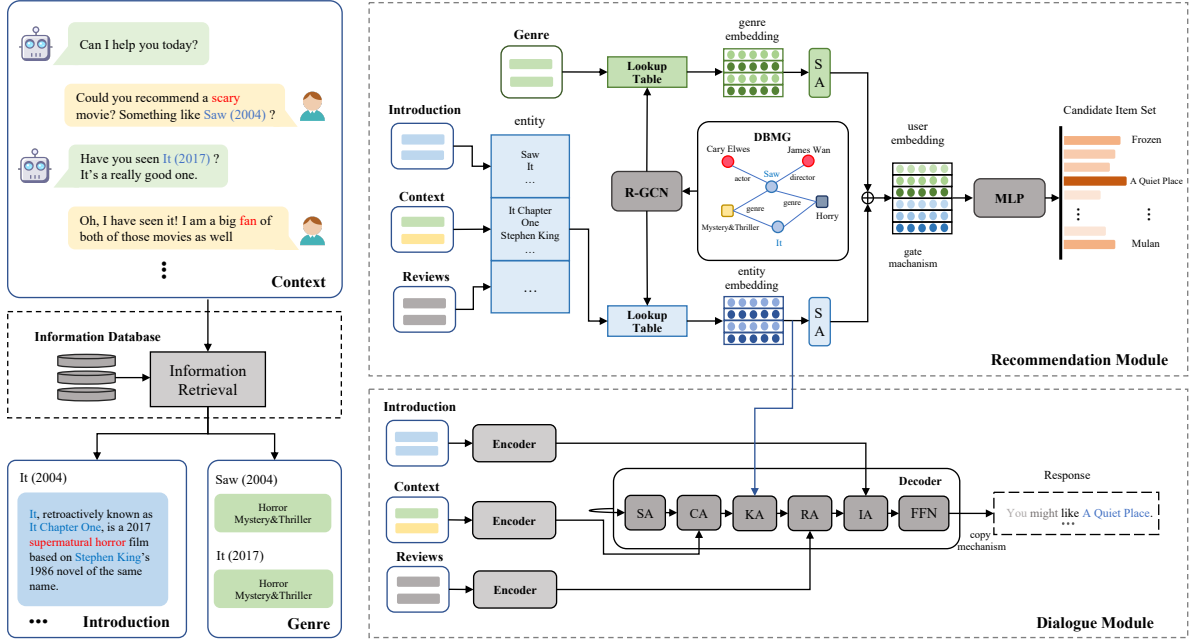 Can I help you today?
Could you recommend a scary
movie? Something like Saw (2004) ?
Have you seen It (2017) ?
It's a really good one.
Oh, I have seen it! I am a big fan of
both of those movies as well
Context
Information Database
Information
Retrieval
It (2004)
It, retroactively known as
It Chapter One, is a 2017
supermatural horror film
based on Stephen King's
1986 novel of the same
name.
Introduction
Saw (2004)
Horror
Mystery&Thriller
It (2017)
Horror
Mystery&Thriller
Genre
Genre
Lookup
Table
genre
embedding
S
A
Introduction
Context
Reviews
entity
Saw
It
...
It Chapter
One
Stephen King
...
...
R-GCN
DBMG
Cary Elwes
James Wan
actor
director
Saw
genre
genre
Mystery&Thriller
Horry
It
Lookup
Table
entity
embedding
S
A
user
embedding
gate
machanism
MLP
Candidate Item Set
Frozen
A Quiet Place
Mulan
Recommendation Module
Introduction
Encoder
Context
Encoder
Reviews
Encoder
Decoder
SA
CA
KA
RA
IA
FFN
copy
mechanism
Response
You might like A Quiet Place.
...
Dialogue Module